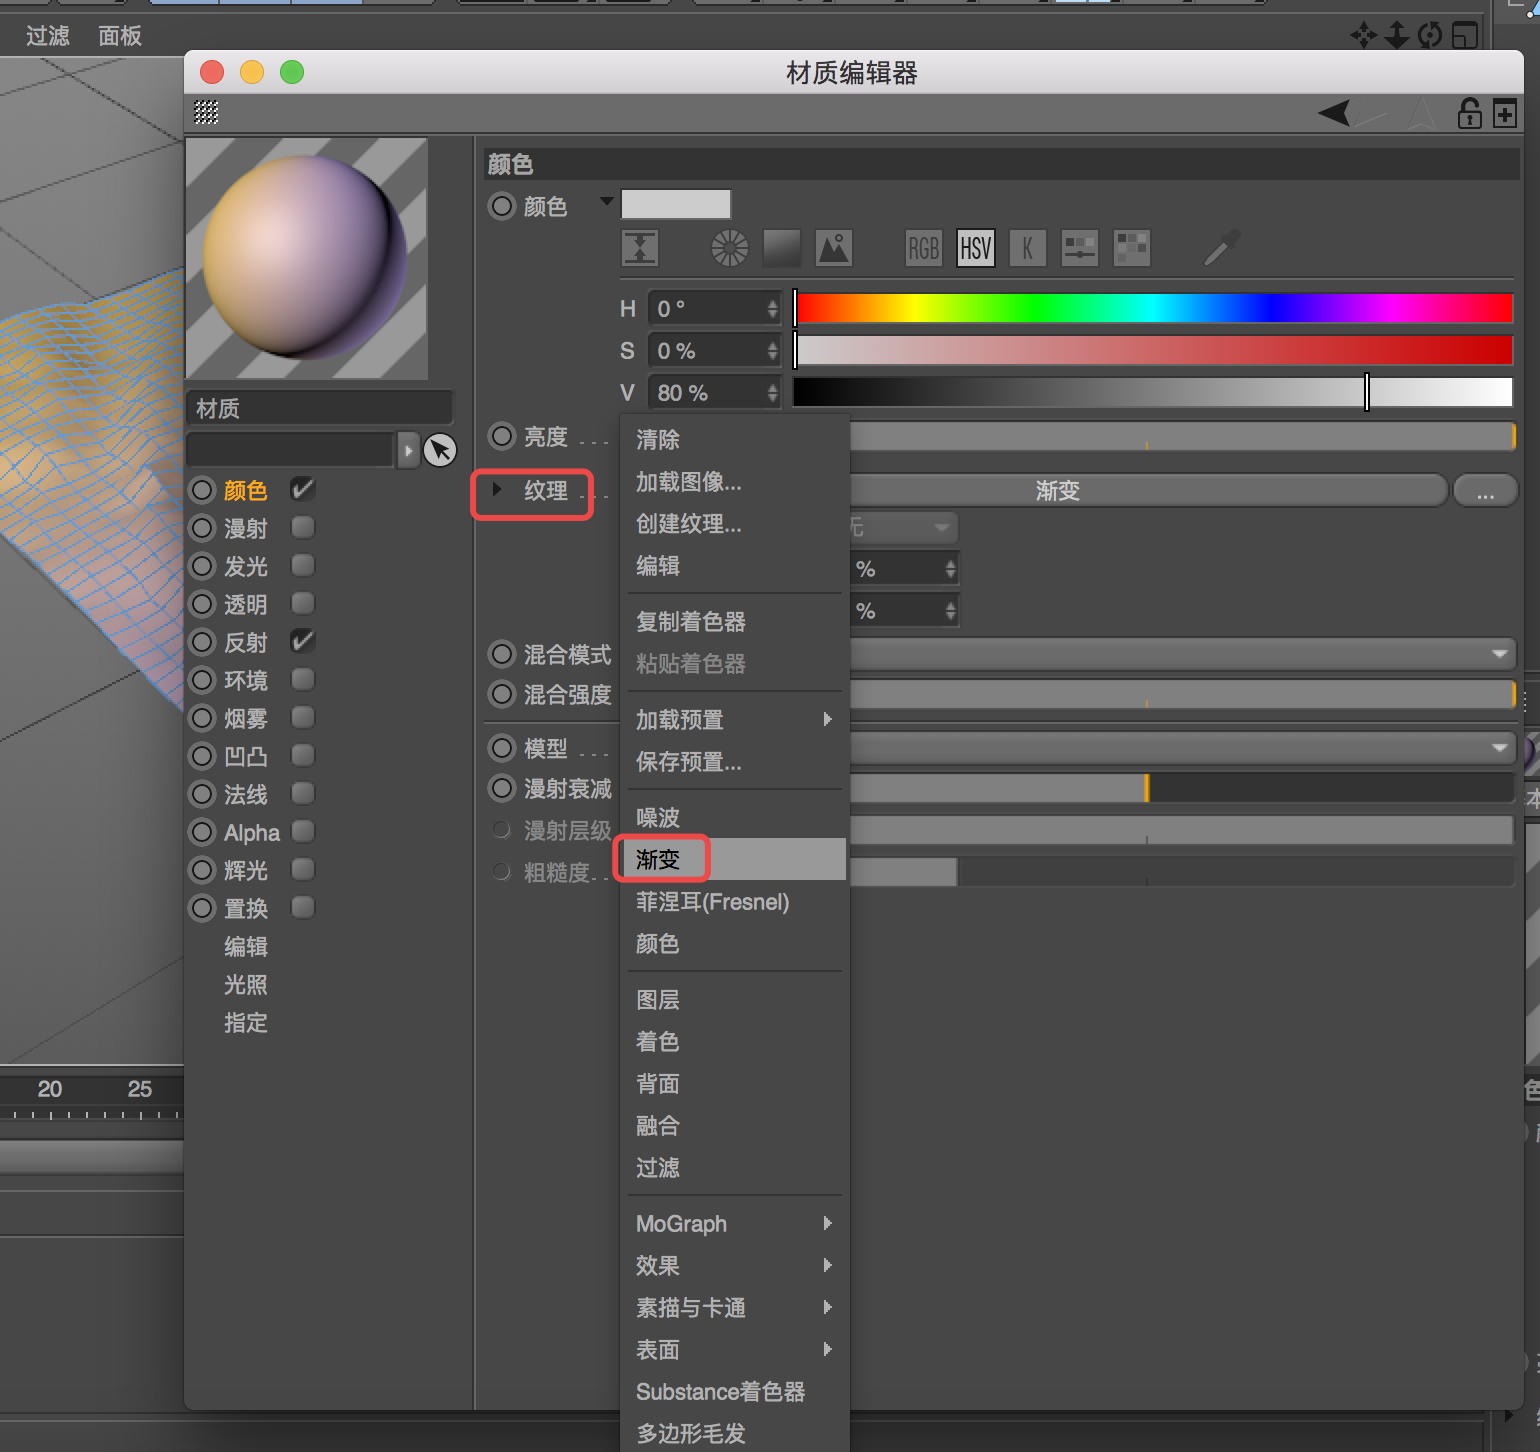 过滤 面板
材质编辑器
颜色
颜色
RGB HSV K
H 0 °
S 0 %
V 80 %
材质
亮度
纹理
渐变
...
无
%
%
混合模式
混合强度
模型
漫射衰减
漫射层级
粗糙度
颜色
漫射
发光
透明
反射
环境
烟雾
凹凸
法线
Alpha
辉光
置换
编辑
光照
指定
清除
加载图像...
创建纹理...
编辑
复制着色器
粘贴着色器
加载预置
保存预置...
噪波
渐变
菲涅耳(Fresnel)
颜色
图层
着色
背面
融合
过滤
MoGraph
效果
素描与卡通
表面
Substance着色器
多边形毛发
20 25